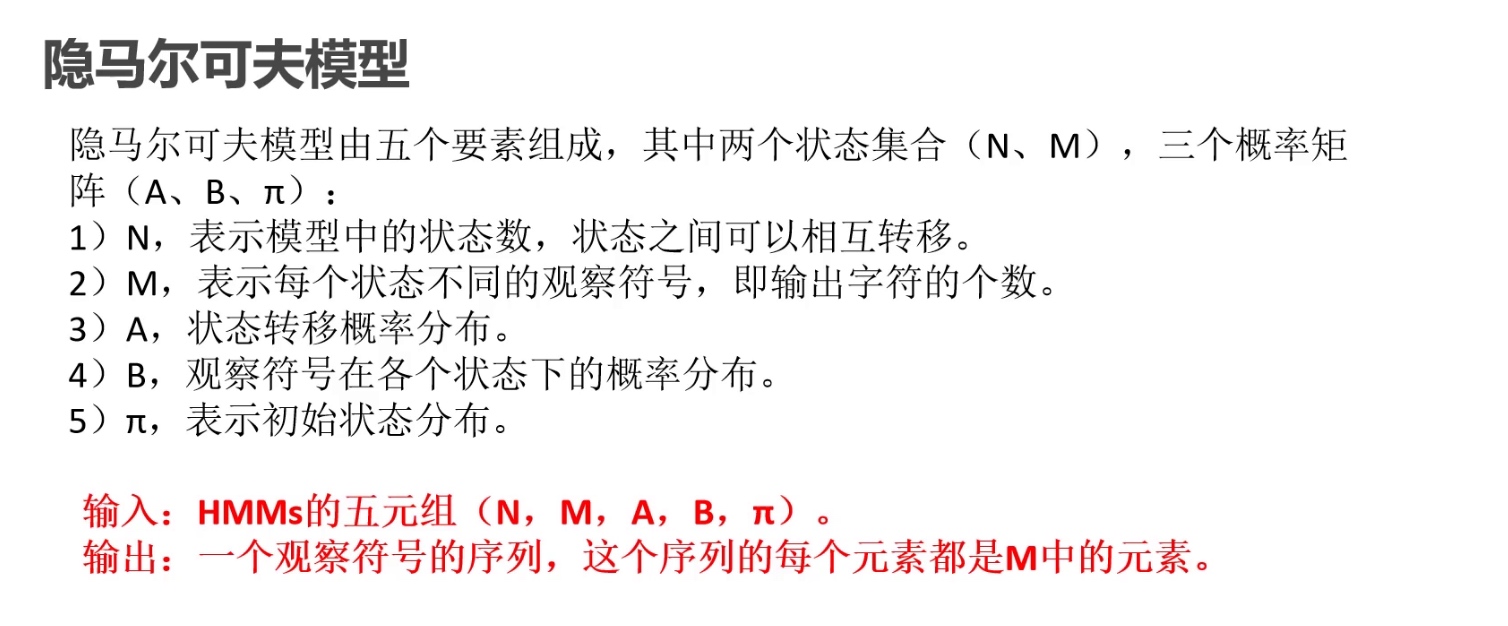 隐马尔可夫模型
隐马尔可夫模型由五个要素组成，其中两个状态集合（N、M），三个概率矩
阵（A、B、π）：
1）N，表示模型中的状态数，状态之间可以相互转移。
2）M，表示每个状态不同的观察符号，即输出字符的个数。
3）A，状态转移概率分布。
4）B，观察符号在各个状态下的概率分布。
5）π，表示初始状态分布。
输入：HMMs的五元组（N，M，A，B，π）。
输出：一个观察符号的序列，这个序列的每个元素都是M中的元素。